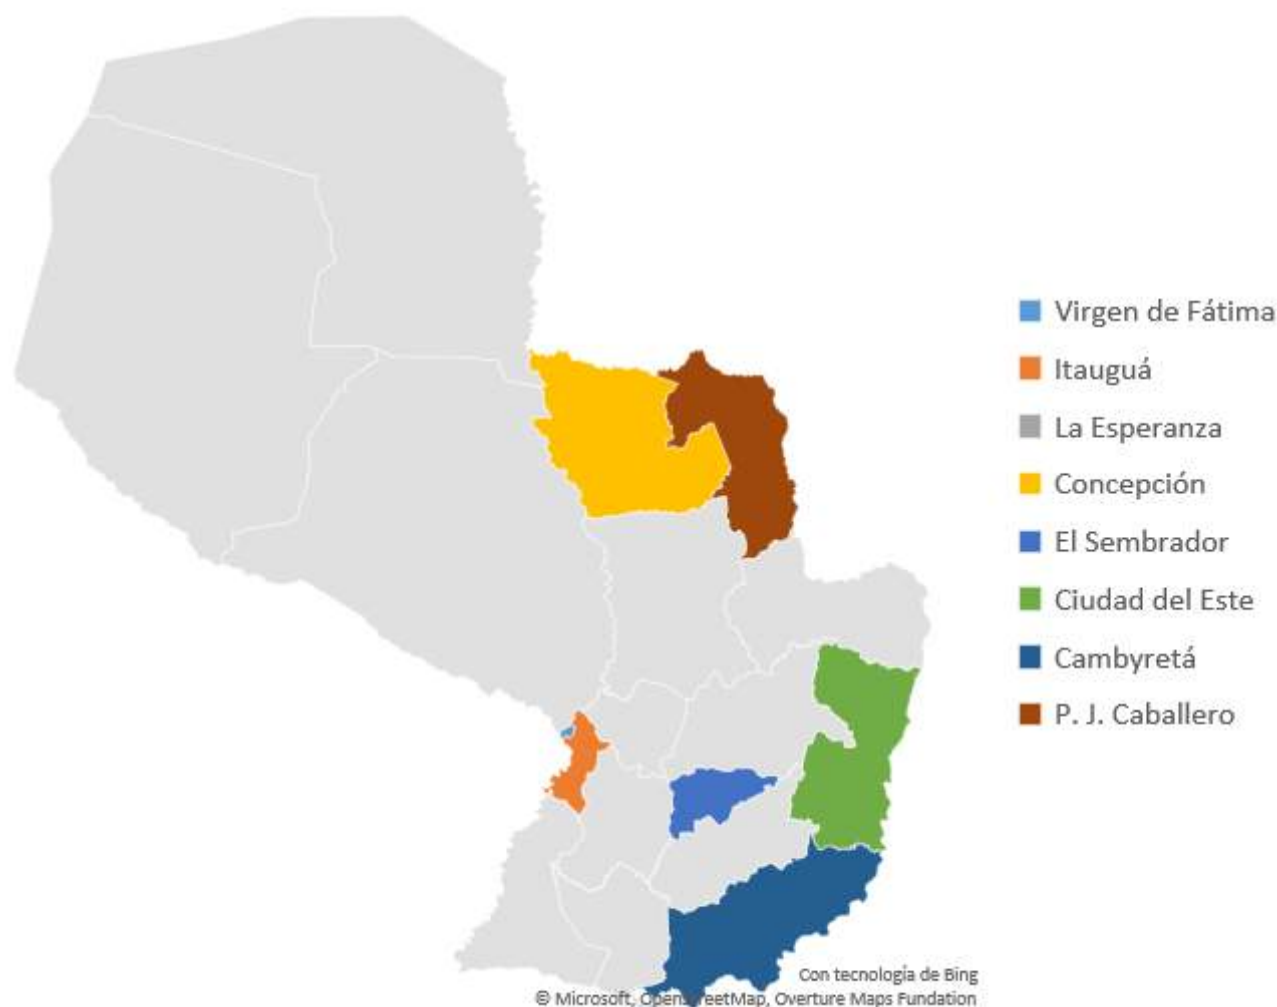 Virgen de Fátima
Itauguá
La Esperanza
Concepción
El Sembrador
Ciudad del Este
Cambyretá
P. J. Caballero
Con tecnología de Bing
© Microsoft, OpenStreetMap, Overture Maps Fundation